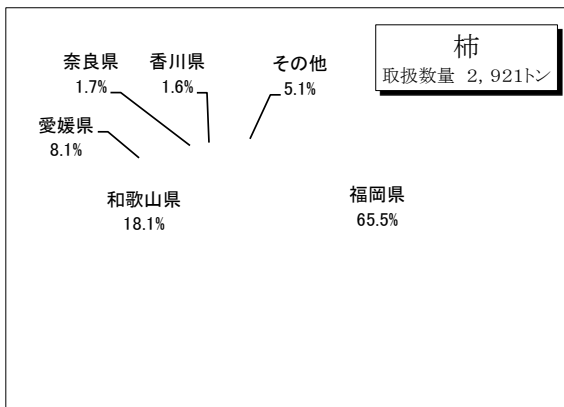 柿
取扱数量 2,921トン
奈良県
1.7%
香川県
1.6%
その他
5.1%
愛媛県
8.1%
和歌山県
18.1%
福岡県
65.5%